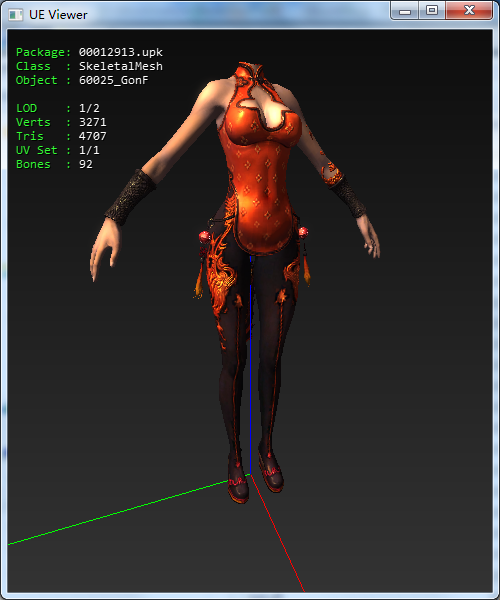 UE Viewer
Package: 00012913.upk
Class  : SkeletalMesh
Object : 60025_GonF
LOD    : 1/2
Verts  : 3271
Tris   : 4707
UV Set : 1/1
Bones  : 92